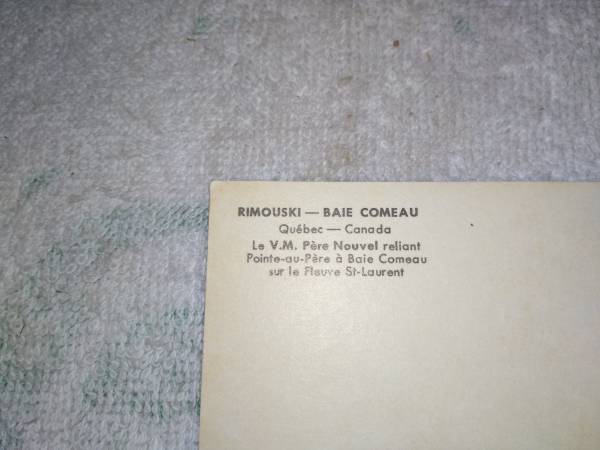 RIMOUSKI — BAIE COMEAU
Québec — Canada
Le V.M. Père Nouvel reliant
Pointe-au-Père à Baie Comeau
sur le Fleuve St-Laurent